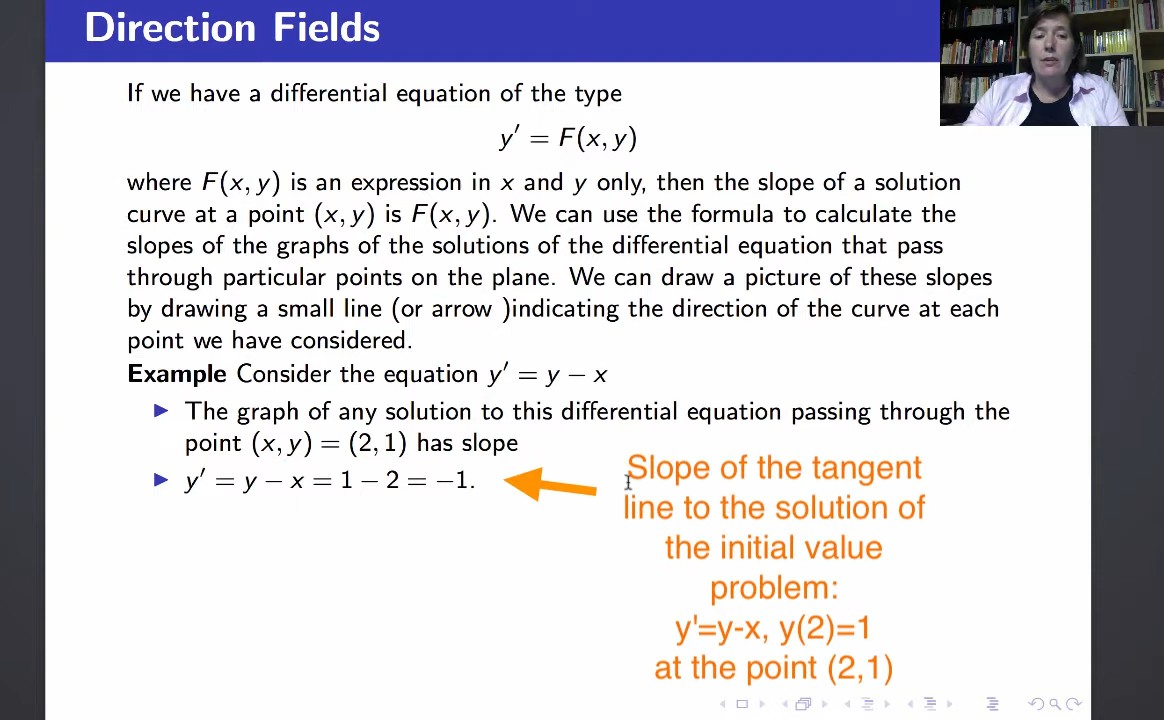 Direction Fields
If we have a differential equation of the type
y′ = F(x, y)
where F(x, y) is an expression in x and y only, then the slope of a solution
curve at a point (x, y) is F(x, y). We can use the formula to calculate the
slopes of the graphs of the solutions of the differential equation that pass
through particular points on the plane. We can draw a picture of these slopes
by drawing a small line (or arrow )indicating the direction of the curve at each
point we have considered.
Example Consider the equation y′ = y − x
▶ The graph of any solution to this differential equation passing through the
point (x, y) = (2, 1) has slope
▶ y′ = y − x = 1 − 2 = −1.
Slope of the tangent
line to the solution of
the initial value
problem:
y'=y-x, y(2)=1
at the point (2,1)